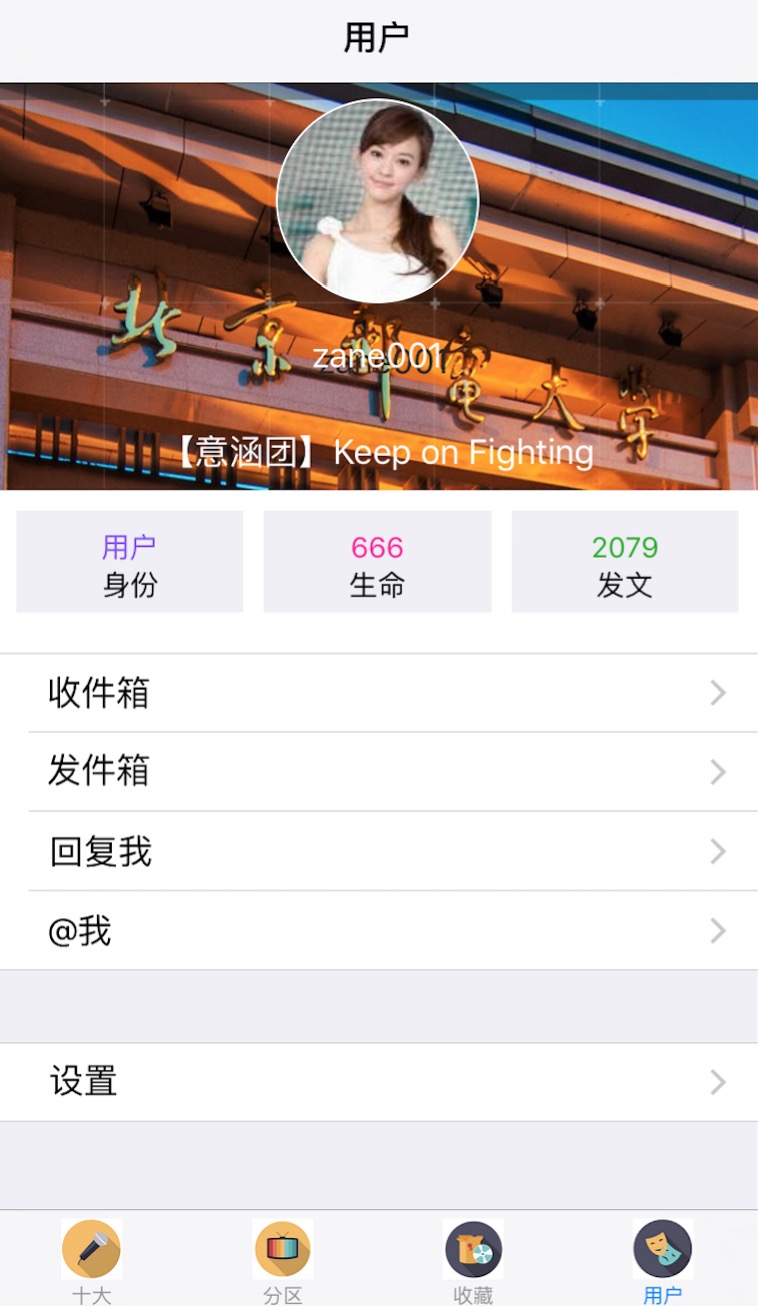 用户
北京邮电大学
zane001
【意涵团】Keep on Fighting
用户
身份
666
生命
2079
发文
收件箱
发件箱
回复我
@我
设置
十大
分区
收藏
用户